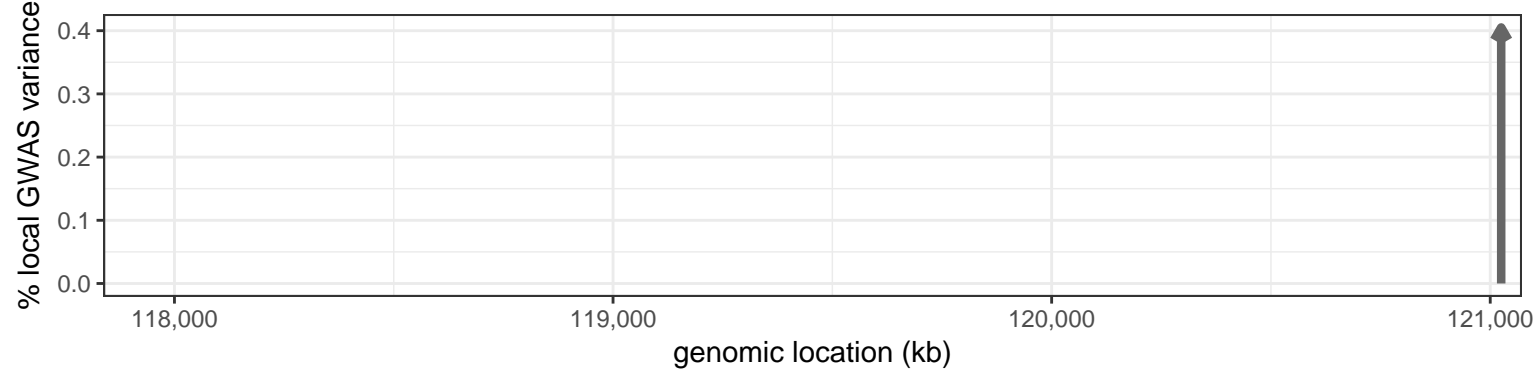 % local GWAS variance
0.4
0.3
0.2
0.1
0.0
118,000 119,000 120,000 121,000
genomic location (kb)